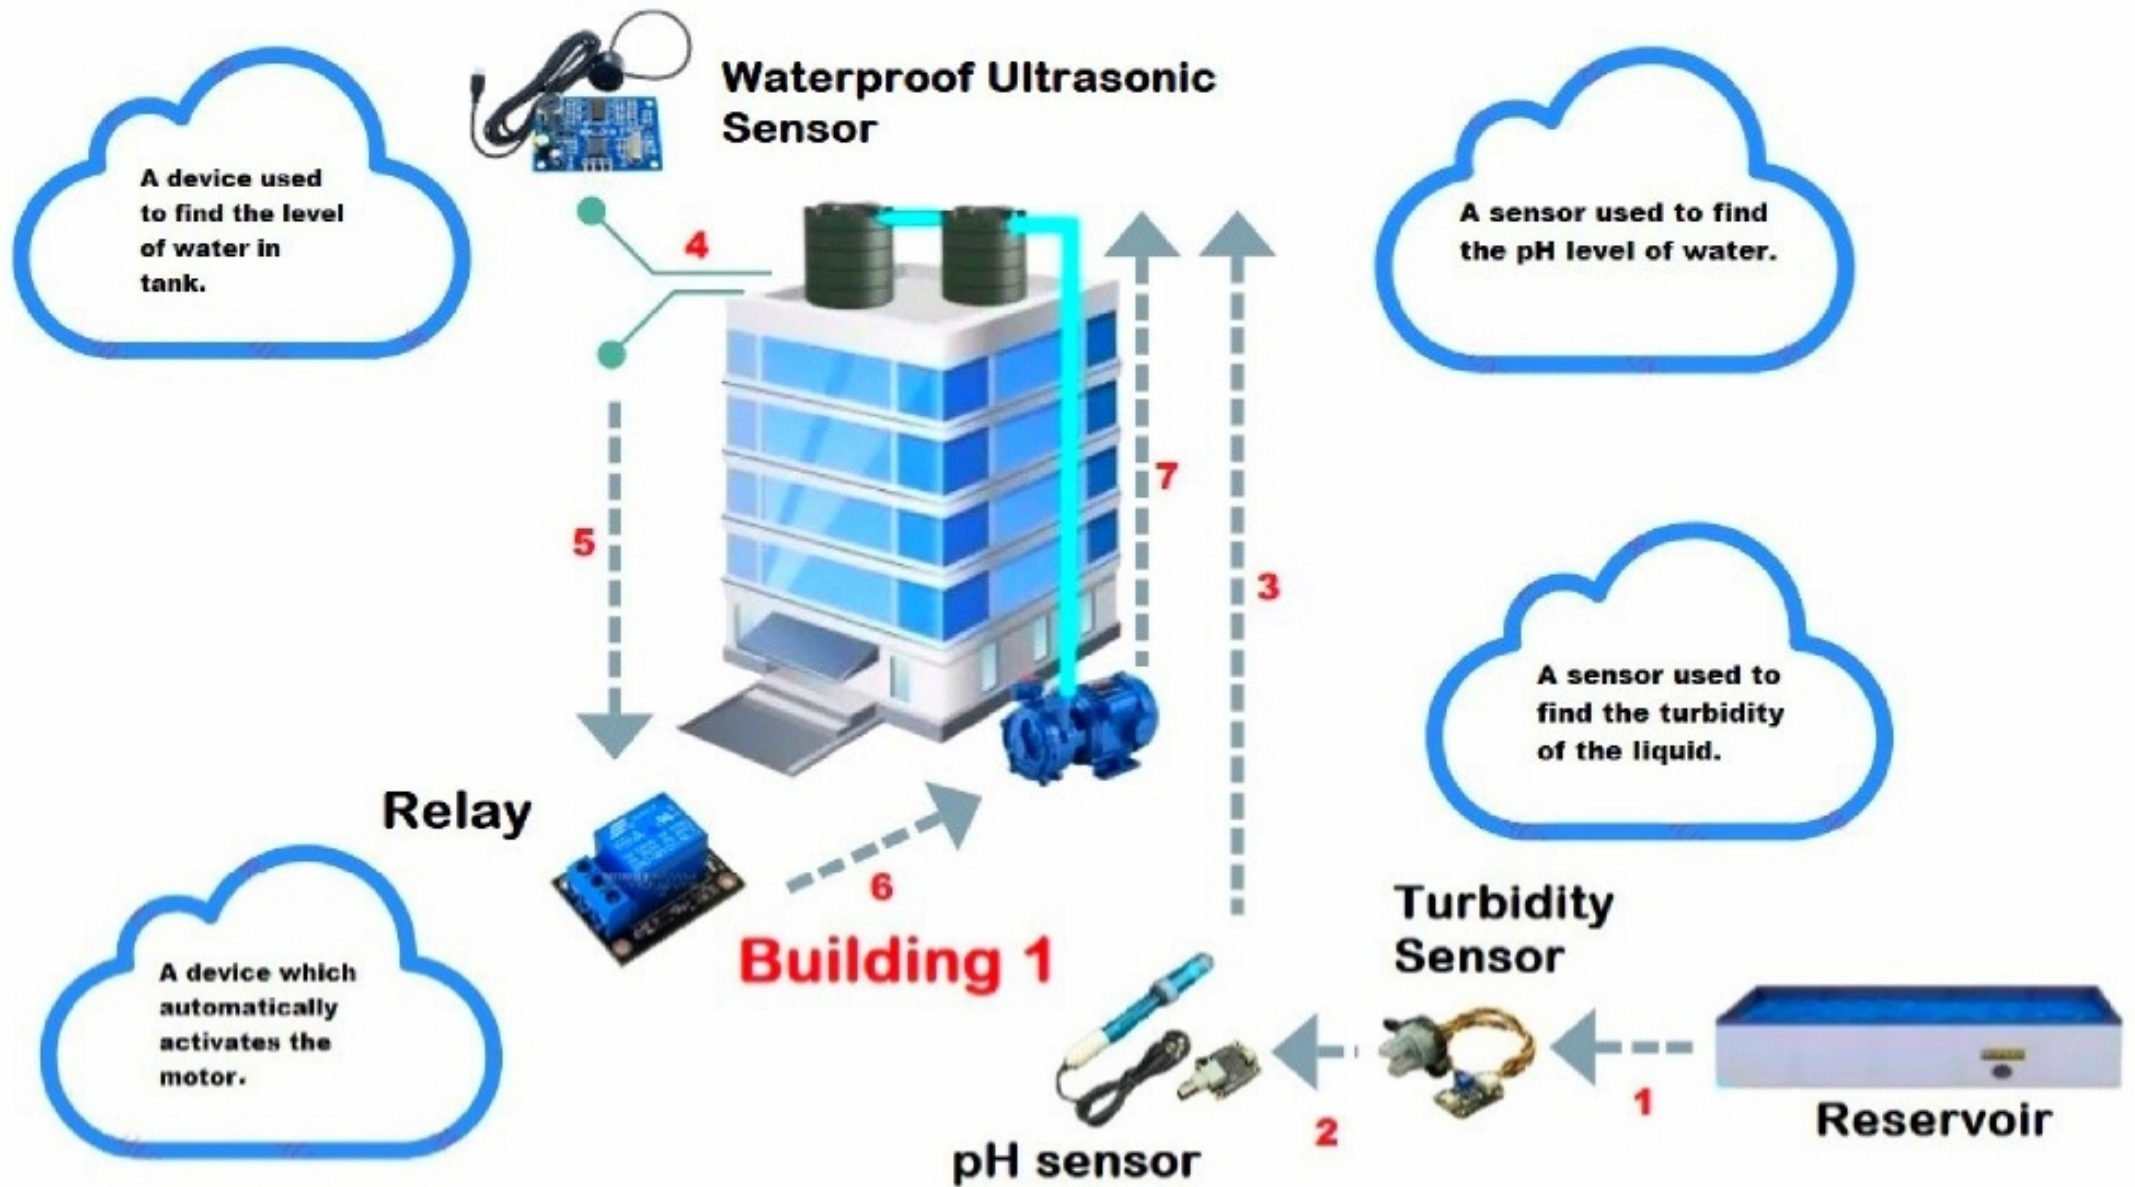 Waterproof Ultrasonic
Sensor
A device used
to find the level
of water in
tank.
4
A sensor used to find
the pH level of water.
5
7
3
A sensor used to
find the turbidity
of the liquid.
Relay
6
Building 1
A device which
automatically
activates the
motor.
Turbidity
Sensor
1
2
Reservoir
pH sensor